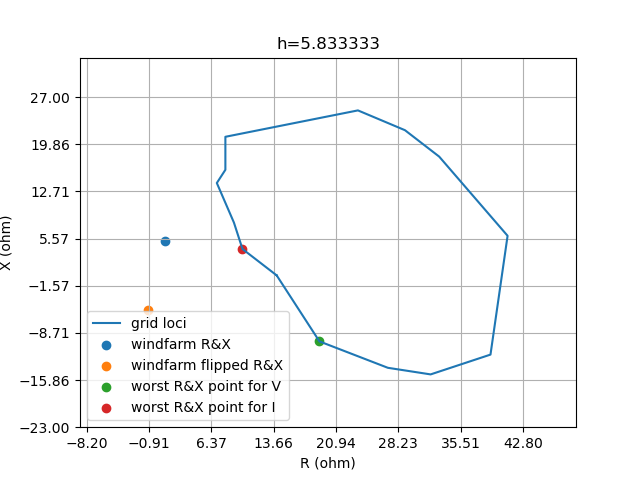 h=5.833333
27.00
19.86
12.71
5.57
−1.57
−8.71
−15.86
−23.00
X (ohm)
grid loci
windfarm R&X
windfarm flipped R&X
worst R&X point for V
worst R&X point for I
−8.20 −0.91 6.37 13.66 20.94 28.23 35.51 42.80
R (ohm)